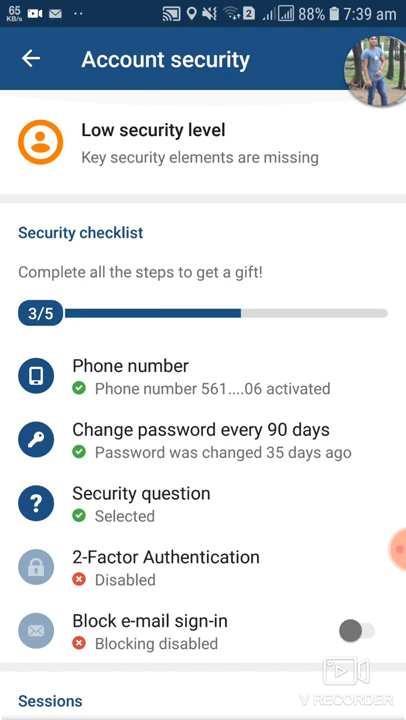 65
KB/s
2
88% 7:39 am
Account security
Low security level
Key security elements are missing
Security checklist
Complete all the steps to get a gift!
3/5
Phone number
Phone number 561....06 activated
Change password every 90 days
Password was changed 35 days ago
?
Security question
Selected
2-Factor Authentication
Disabled
Block e-mail sign-in
Blocking disabled
V RECORDER
Sessions